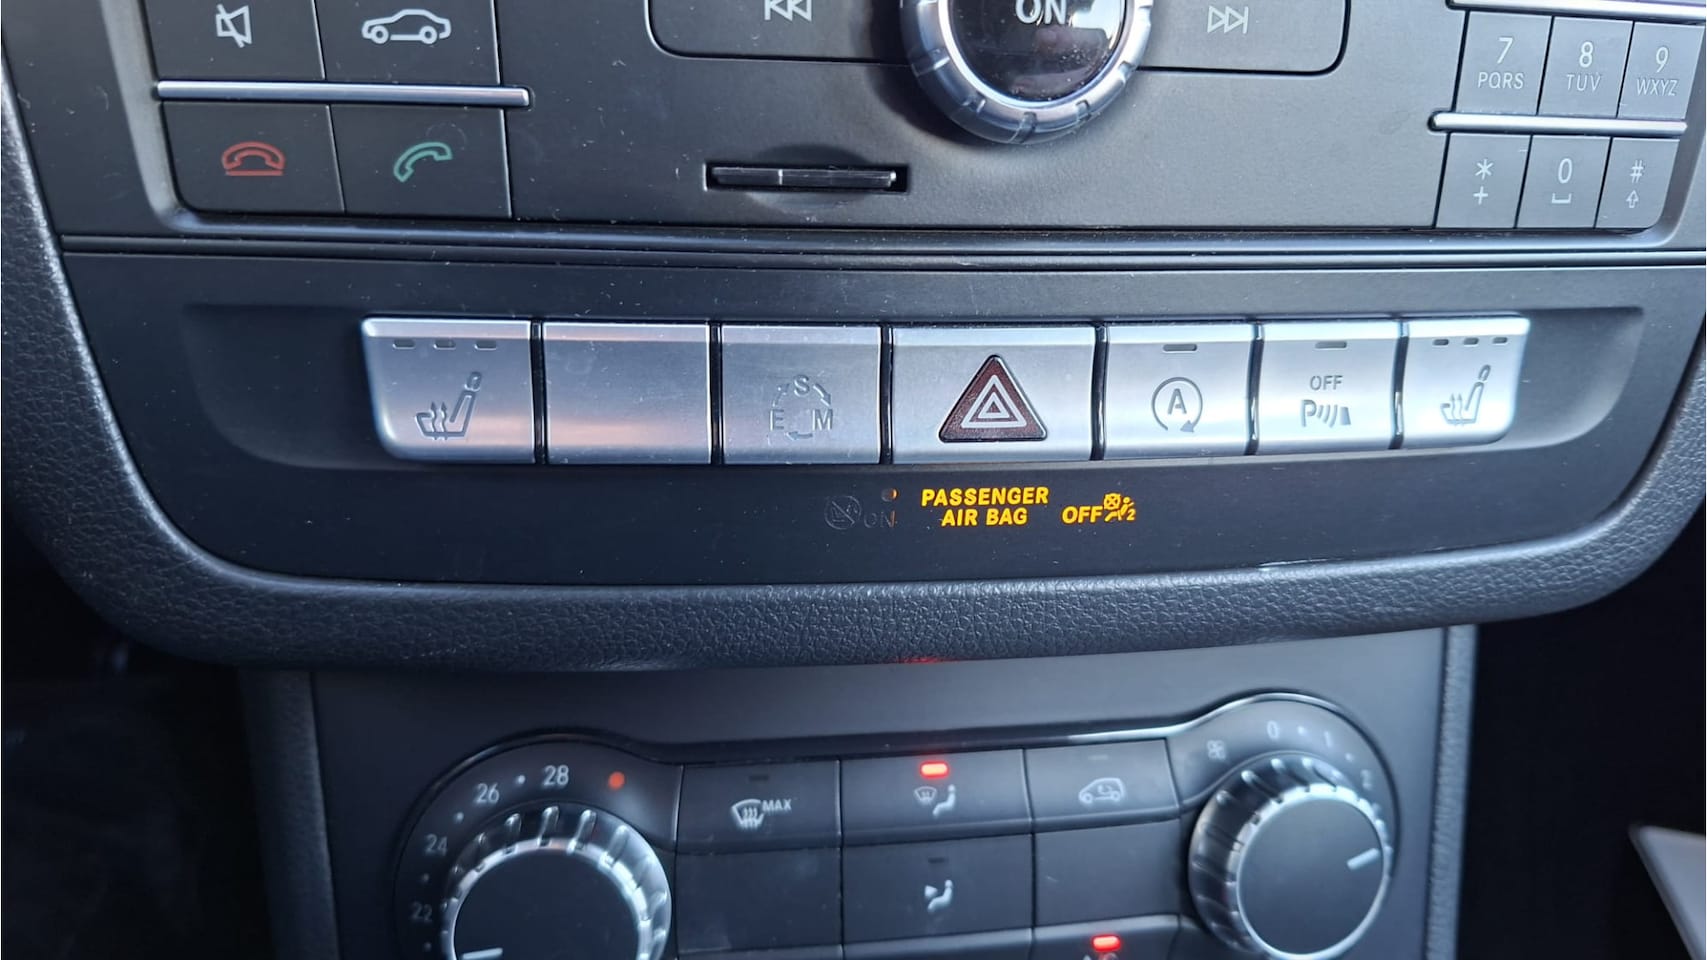 ON
7 8 9
PQRS TUV WXYZ
* 0 #
+
S
E M
A
OFF
P
PASSENGER
AIR BAG OFF
ON
2
28
26
24
22
MAX
0 1 2